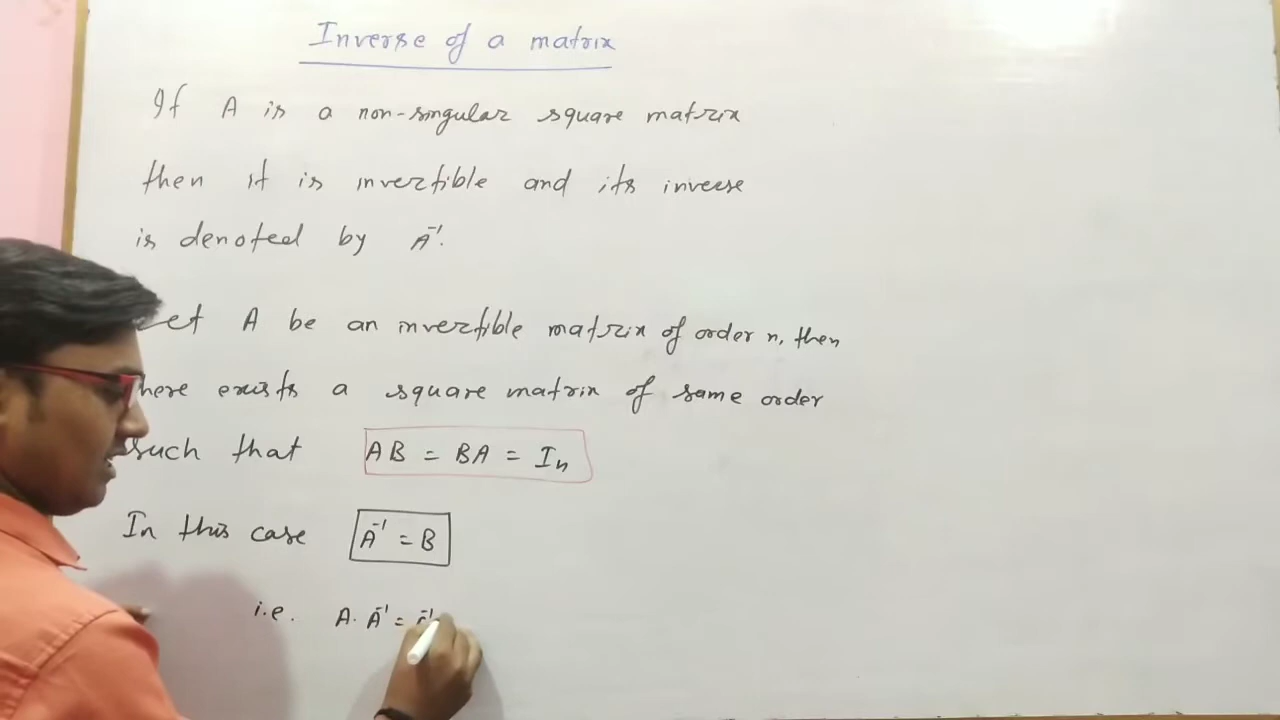 Inverse of a matrix
If A is a non-singular square matrix
then it is invertible and its inverse
is denoted by A⁻¹.
Let A be an invertible matrix of order n, then
here exists a square matrix of same order
such that AB = BA = Iₙ
In this case A⁻¹ = B
i.e. A. A⁻¹ =